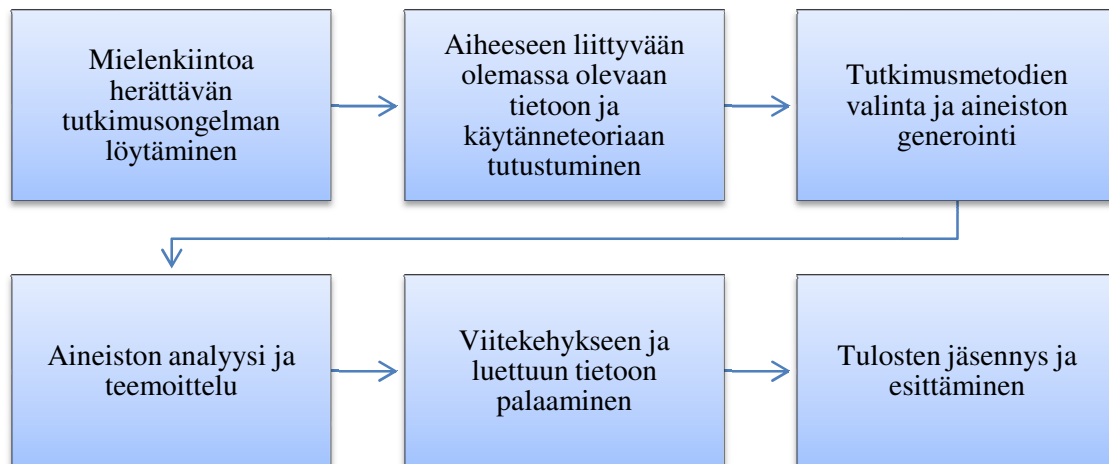 Mielenkiintoa
herättävän
tutkimusongelman
löytäminen
Aiheeseen liittyvään
olemassa olevaan
tietoon ja
käytänneteoriaan
tutustuminen
Tutkimusmetodien
valinta ja aineiston
generointi
Aineiston analyysi ja
teemoittelu
Viitekehykseen ja
luettuun tietoon
palaaminen
Tulosten jäsennys ja
esittäminen